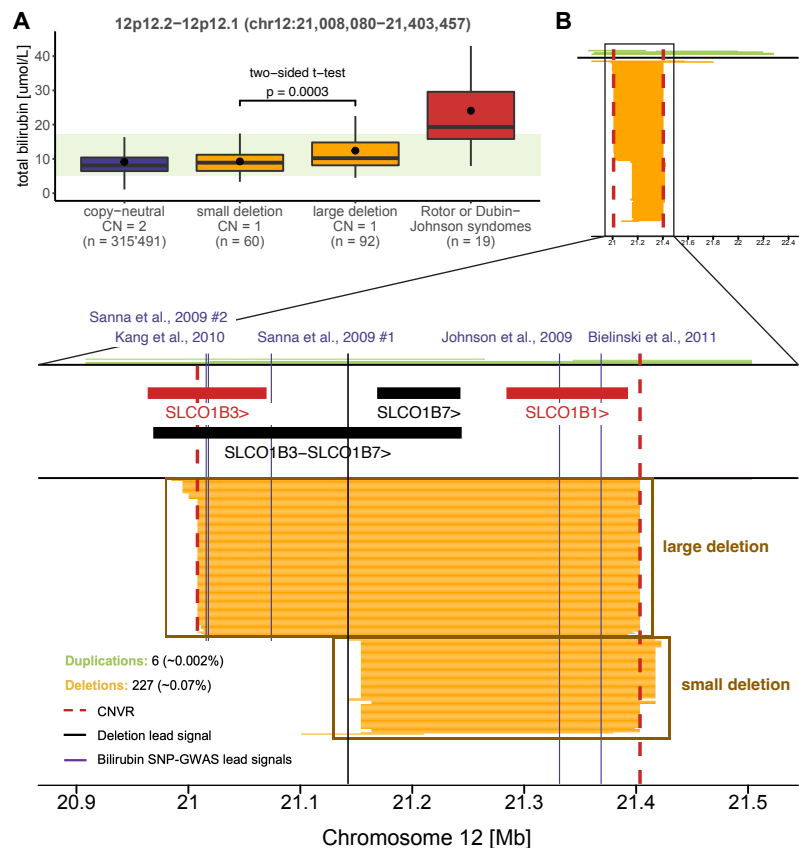 A
12p12.2−12p12.1 (chr12:21,008,080−21,403,457)
total bilirubin [umol/L]
40
30
20
10
0
two−sided t−test
p = 0.0003
copy−neutral
CN = 2
(n = 315'491)
small deletion
CN = 1
(n = 60)
large deletion
CN = 1
(n = 92)
Rotor or Dubin−
Johnson syndomes
(n = 19)
B
21 21.2 21.4 21.6 21.8 22 22.2 22.4
Sanna et al., 2009 #2
Kang et al., 2010
Sanna et al., 2009 #1
Johnson et al., 2009
Bielinski et al., 2011
SLCO1B3>
SLCO1B7>
SLCO1B1>
SLCO1B3−SLCO1B7>
large deletion
small deletion
Duplications: 6 (~0.002%)
Deletions: 227 (~0.07%)
CNVR
Deletion lead signal
Bilirubin SNP-GWAS lead signals
20.9 21.0 21.1 21.2 21.3 21.4 21.5
Chromosome 12 [Mb]